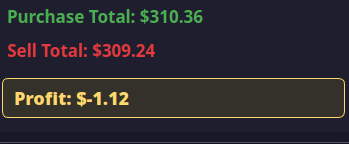 Purchase Total: $310.36
Sell Total: $309.24
Profit: $-1.12